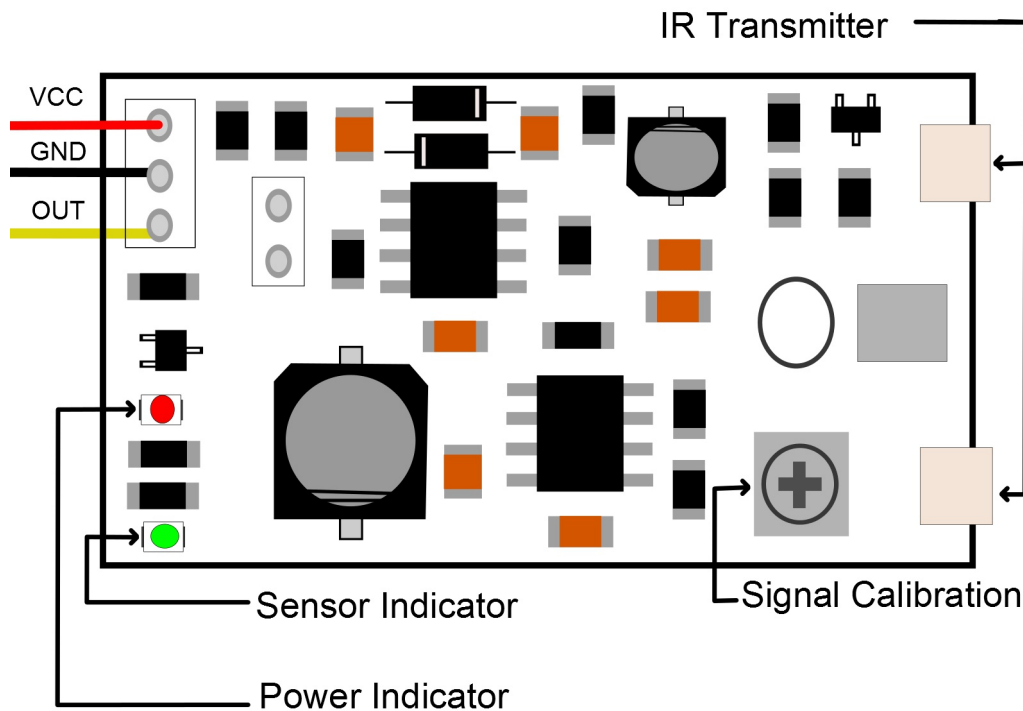 IR Transmitter
VCC
GND
OUT
Signal Calibration
Sensor Indicator
Power Indicator